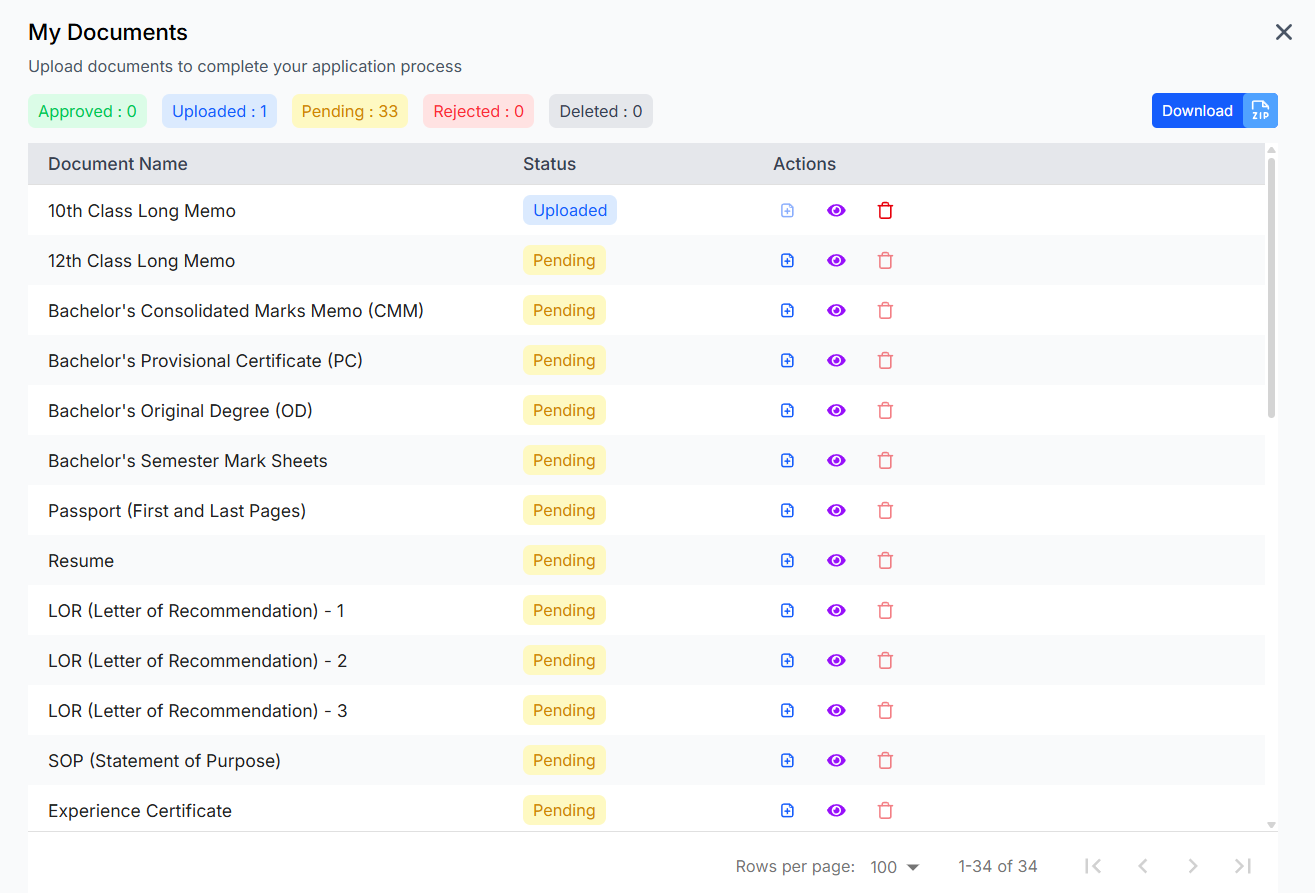 My Documents
Upload documents to complete your application process
Approved : 0 Uploaded : 1 Pending : 33 Rejected : 0 Deleted : 0 Download ZIP
Document Name Status Actions
10th Class Long Memo Uploaded
12th Class Long Memo Pending
Bachelor's Consolidated Marks Memo (CMM) Pending
Bachelor's Provisional Certificate (PC) Pending
Bachelor's Original Degree (OD) Pending
Bachelor's Semester Mark Sheets Pending
Passport (First and Last Pages) Pending
Resume Pending
LOR (Letter of Recommendation) - 1 Pending
LOR (Letter of Recommendation) - 2 Pending
LOR (Letter of Recommendation) - 3 Pending
SOP (Statement of Purpose) Pending
Experience Certificate Pending
Rows per page: 100 1-34 of 34